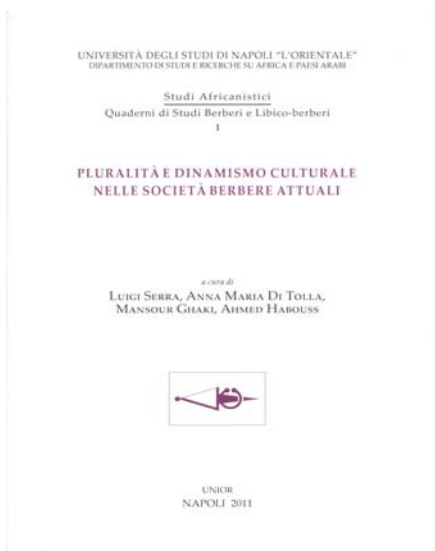 UNIVERSITÀ DEGLI STUDI DI NAPOLI "L'ORIENTALE"
DIPARTIMENTO DI STUDI E RICERCHE SU AFRICA E PAESI ARABI
Studi Africanistici
Quaderni di Studi Berberi e Libico-berberi
1
PLURALITÀ E DINAMISMO CULTURALE
NELLE SOCIETÀ BERBERE ATTUALI
a cura di
LUIGI SERRA, ANNA MARIA DI TOLLA,
MANSOUR GHAKI, AHMED HABOUSS
UNIOR
NAPOLI 2011